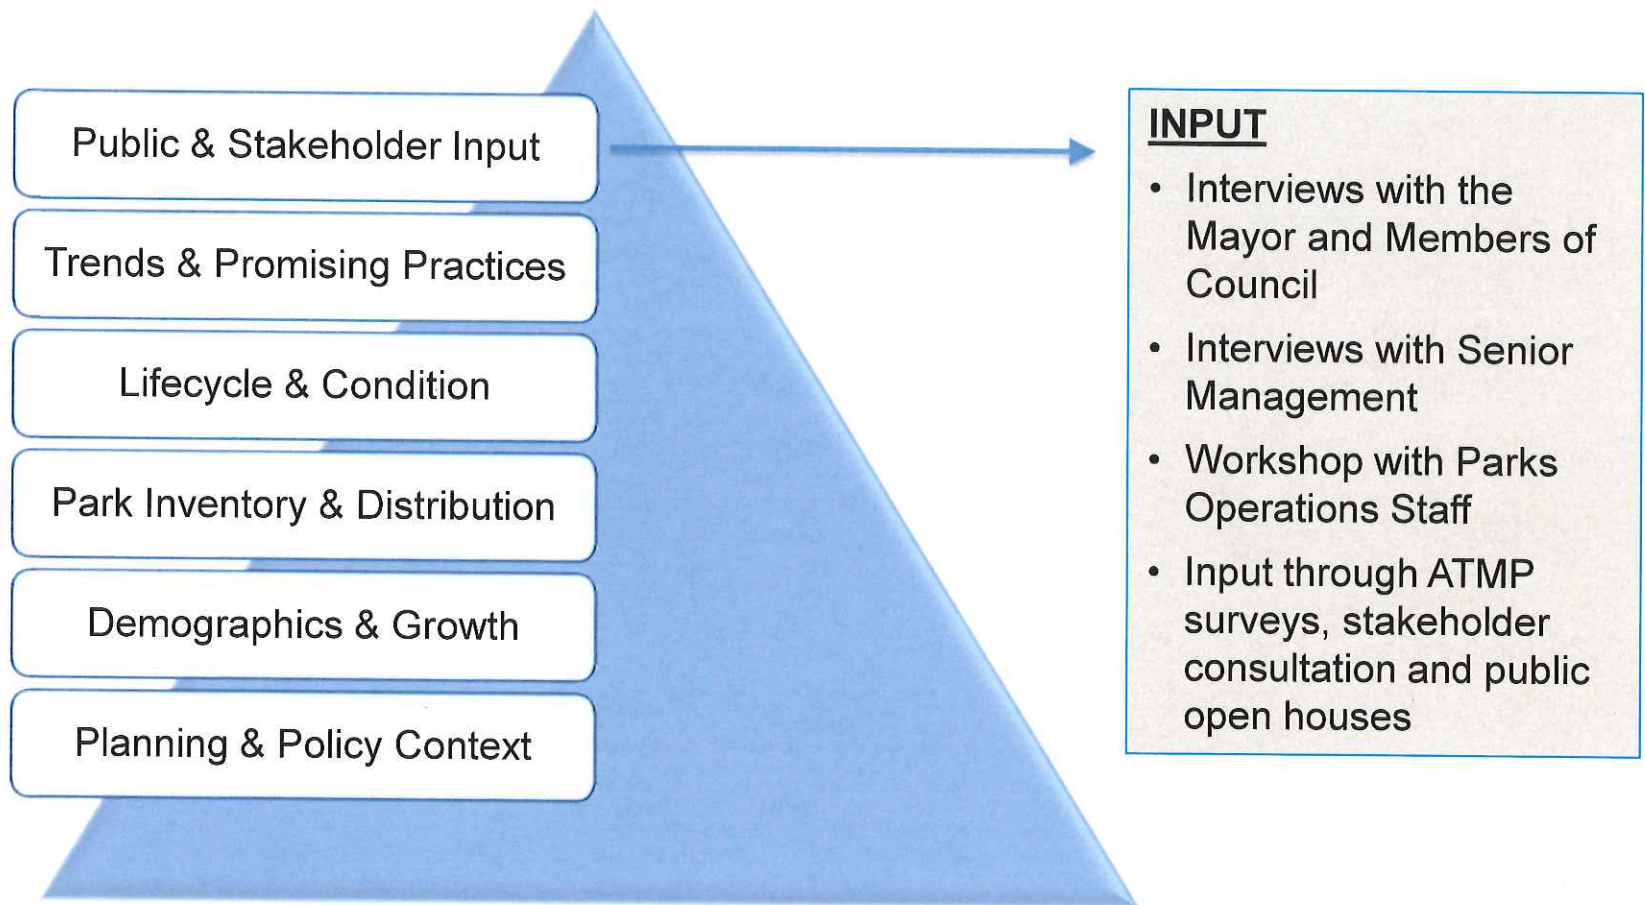 Public & Stakeholder Input
Trends & Promising Practices
Lifecycle & Condition
Park Inventory & Distribution
Demographics & Growth
Planning & Policy Context
INPUT
• Interviews with the
Mayor and Members of
Council
• Interviews with Senior
Management
• Workshop with Parks
Operations Staff
• Input through ATMP
surveys, stakeholder
consultation and public
open houses